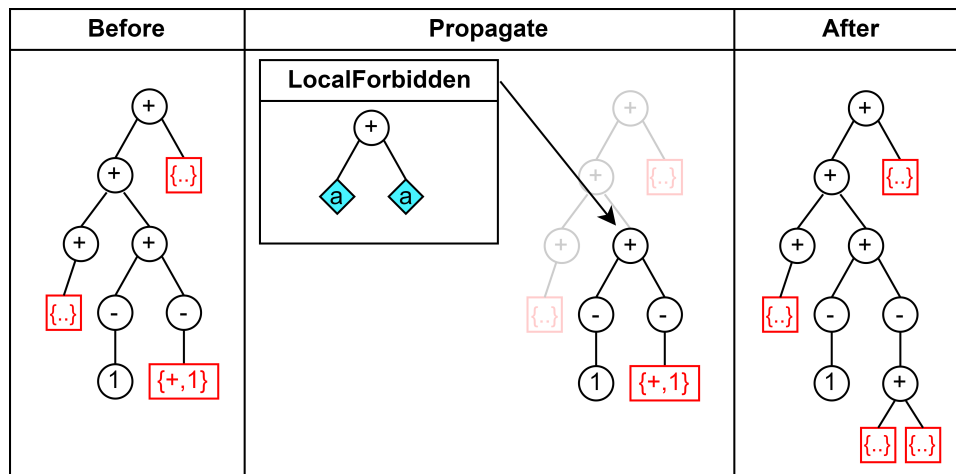 Before Propagate After
LocalForbidden
+ + + +
+ {..} a a + {..} + {..}
+ + + + + +
{..} - - {..} - - {..} - -
1 {+,1} 1 {+,1} 1 +
{..} {..}